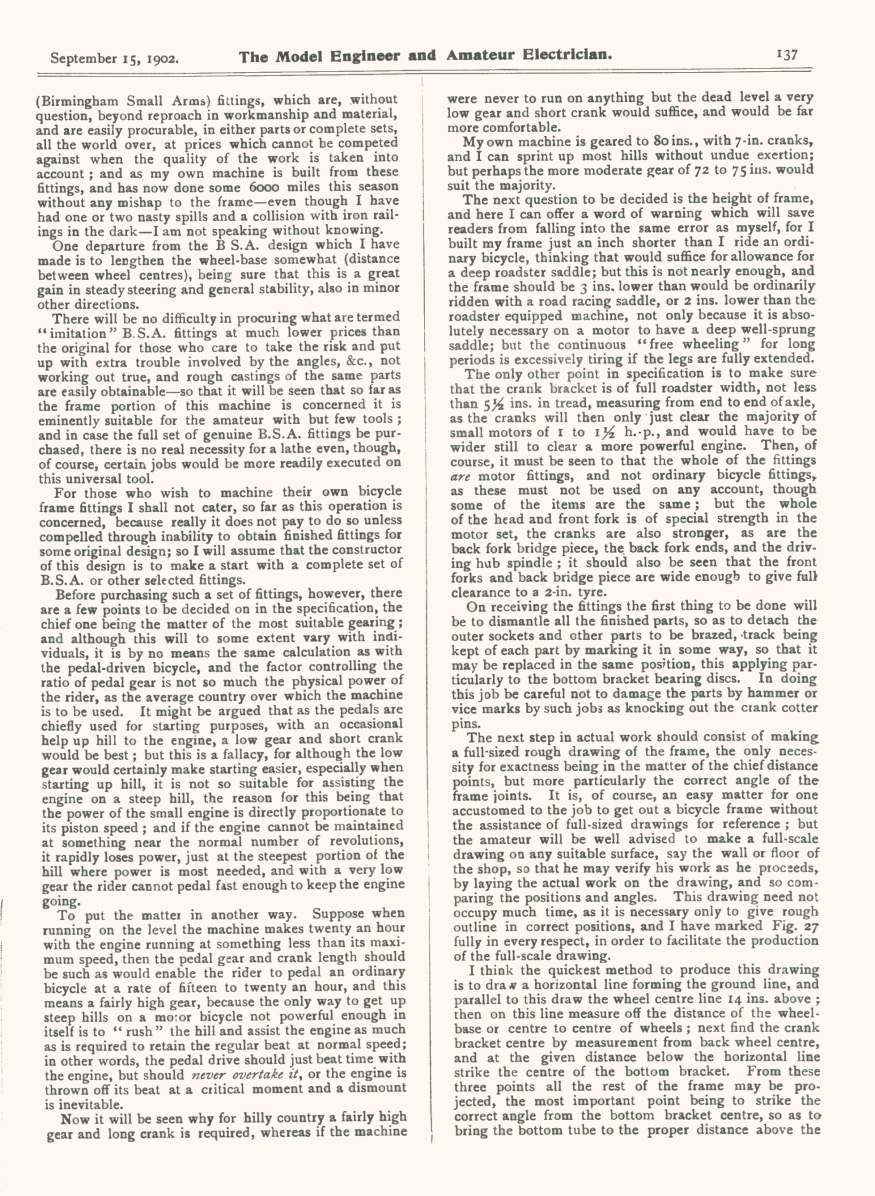 September 15, 1902. The Model Engineer and Amateur Electrician. 137
(Birmingham Small Arms) fittings, which are, without
question, beyond reproach in workmanship and material,
and are easily procurable, in either parts or complete sets,
all the world over, at prices which cannot be competed
against when the quality of the work is taken into
account ; and as my own machine is built from these
fittings, and has now done some 6000 miles this season
without any mishap to the frame—even though I have
had one or two nasty spills and a collision with iron rail-
ings in the dark—I am not speaking without knowing.
One departure from the B S.A. design which I have
made is to lengthen the wheel-base somewhat (distance
between wheel centres), being sure that this is a great
gain in steady steering and general stability, also in minor
other directions.
There will be no difficulty in procuring what are termed
“imitation” B.S.A. fittings at much lower prices than
the original for those who care to take the risk and put
up with extra trouble involved by the angles, &c., not
working out true, and rough castings of the same parts
are easily obtainable—so that it will be seen that so far as
the frame portion of this machine is concerned it is
eminently suitable for the amateur with but few tools ;
and in case the full set of genuine B.S.A. fittings be pur-
chased, there is no real necessity for a lathe even, though,
of course, certain jobs would be more readily executed on
this universal tool.
For those who wish to machine their own bicycle
frame fittings I shall not cater, so far as this operation is
concerned, because really it does not pay to do so unless
compelled through inability to obtain finished fittings for
some original design; so I will assume that the constructor
of this design is to make a start with a complete set of
B.S.A. or other selected fittings.
Before purchasing such a set of fittings, however, there
are a few points to be decided on in the specification, the
chief one being the matter of the most suitable gearing ;
and although this will to some extent vary with indi-
viduals, it is by no means the same calculation as with
the pedal-driven bicycle, and the factor controlling the
ratio of pedal gear is not so much the physical power of
the rider, as the average country over which the machine
is to be used. It might be argued that as the pedals are
chiefly used for starting purposes, with an occasional
help up hill to the engine, a low gear and short crank
would be best ; but this is a fallacy, for although the low
gear would certainly make starting easier, especially when
starting up hill, it is not so suitable for assisting the
engine on a steep hill, the reason for this being that
the power of the small engine is directly proportionate to
its piston speed ; and if the engine cannot be maintained
at something near the normal number of revolutions,
it rapidly loses power, just at the steepest portion of the
hill where power is most needed, and with a very low
gear the rider cannot pedal fast enough to keep the engine
going.
To put the matter in another way. Suppose when
running on the level the machine makes twenty an hour
with the engine running at something less than its maxi-
mum speed, then the pedal gear and crank length should
be such as would enable the rider to pedal an ordinary
bicycle at a rate of fifteen to twenty an hour, and this
means a fairly high gear, because the only way to get up
steep hills on a motor bicycle not powerful enough in
itself is to “rush” the hill and assist the engine as much
as is required to retain the regular beat at normal speed;
in other words, the pedal drive should just beat time with
the engine, but should never overtake it, or the engine is
thrown off its beat at a critical moment and a dismount
is inevitable.
Now it will be seen why for hilly country a fairly high
gear and long crank is required, whereas if the machine
were never to run on anything but the dead level a very
low gear and short crank would suffice, and would be far
more comfortable.
My own machine is geared to 80 ins., with 7-in. cranks,
and I can sprint up most hills without undue exertion;
but perhaps the more moderate gear of 72 to 75 ins. would
suit the majority.
The next question to be decided is the height of frame,
and here I can offer a word of warning which will save
readers from falling into the same error as myself, for I
built my frame just an inch shorter than I ride an ordi-
nary bicycle, thinking that would suffice for allowance for
a deep roadster saddle; but this is not nearly enough, and
the frame should be 3 ins. lower than would be ordinarily
ridden with a road racing saddle, or 2 ins. lower than the
roadster equipped machine, not only because it is abso-
lutely necessary on a motor to have a deep well-sprung
saddle; but the continuous “free wheeling” for long
periods is excessively tiring if the legs are fully extended.
The only other point in specification is to make sure
that the crank bracket is of full roadster width, not less
than 5½ ins. in tread, measuring from end to end of axle,
as the cranks will then only just clear the majority of
small motors of 1 to 1½ h.-p., and would have to be
wider still to clear a more powerful engine. Then, of
course, it must be seen to that the whole of the fittings
are motor fittings, and not ordinary bicycle fittings,
as these must not be used on any account, though
some of the items are the same ; but the whole
of the head and front fork is of special strength in the
motor set, the cranks are also stronger, as are the
back fork bridge piece, the back fork ends, and the driv-
ing hub spindle ; it should also be seen that the front
forks and back bridge piece are wide enough to give full
clearance to a 2-in. tyre.
On receiving the fittings the first thing to be done will
be to dismantle all the finished parts, so as to detach the
outer sockets and other parts to be brazed, track being
kept of each part by marking it in some way, so that it
may be replaced in the same position, this applying par-
ticularly to the bottom bracket bearing discs. In doing
this job be careful not to damage the parts by hammer or
vice marks by such jobs as knocking out the crank cotter
pins.
The next step in actual work should consist of making
a full-sized rough drawing of the frame, the only neces-
sity for exactness being in the matter of the chief distance
points, but more particularly the correct angle of the
frame joints. It is, of course, an easy matter for one
accustomed to the job to get out a bicycle frame without
the assistance of full-sized drawings for reference ; but
the amateur will be well advised to make a full-scale
drawing on any suitable surface, say the wall or floor of
the shop, so that he may verify his work as he proceeds,
by laying the actual work on the drawing, and so com-
paring the positions and angles. This drawing need not
occupy much time, as it is necessary only to give rough
outline in correct positions, and I have marked Fig. 27
fully in every respect, in order to facilitate the production
of the full-scale drawing.
I think the quickest method to produce this drawing
is to draw a horizontal line forming the ground line, and
parallel to this draw the wheel centre line 14 ins. above ;
then on this line measure off the distance of the wheel-
base or centre to centre of wheels ; next find the crank
bracket centre by measurement from back wheel centre,
and at the given distance below the horizontal line
strike the centre of the bottom bracket. From these
three points all the rest of the frame may be pro-
jected, the most important point being to strike the
correct angle from the bottom bracket centre, so as to
bring the bottom tube to the proper distance above the